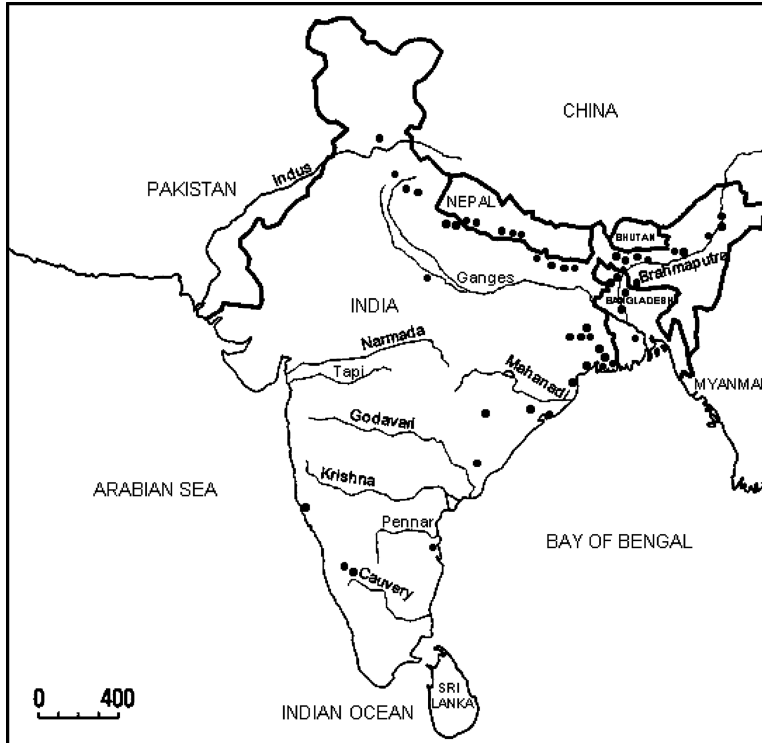 CHINA
Indus
PAKISTAN
NEPAL
BHUTAN
Brahmaputra
Ganges
BANGLADESH
INDIA
Narmada
Tapi
Mahanadi
MYANMAR
Godavari
Krishna
ARABIAN SEA
Pennar
BAY OF BENGAL
Cauvery
0 400
SRI
LANKA
INDIAN OCEAN